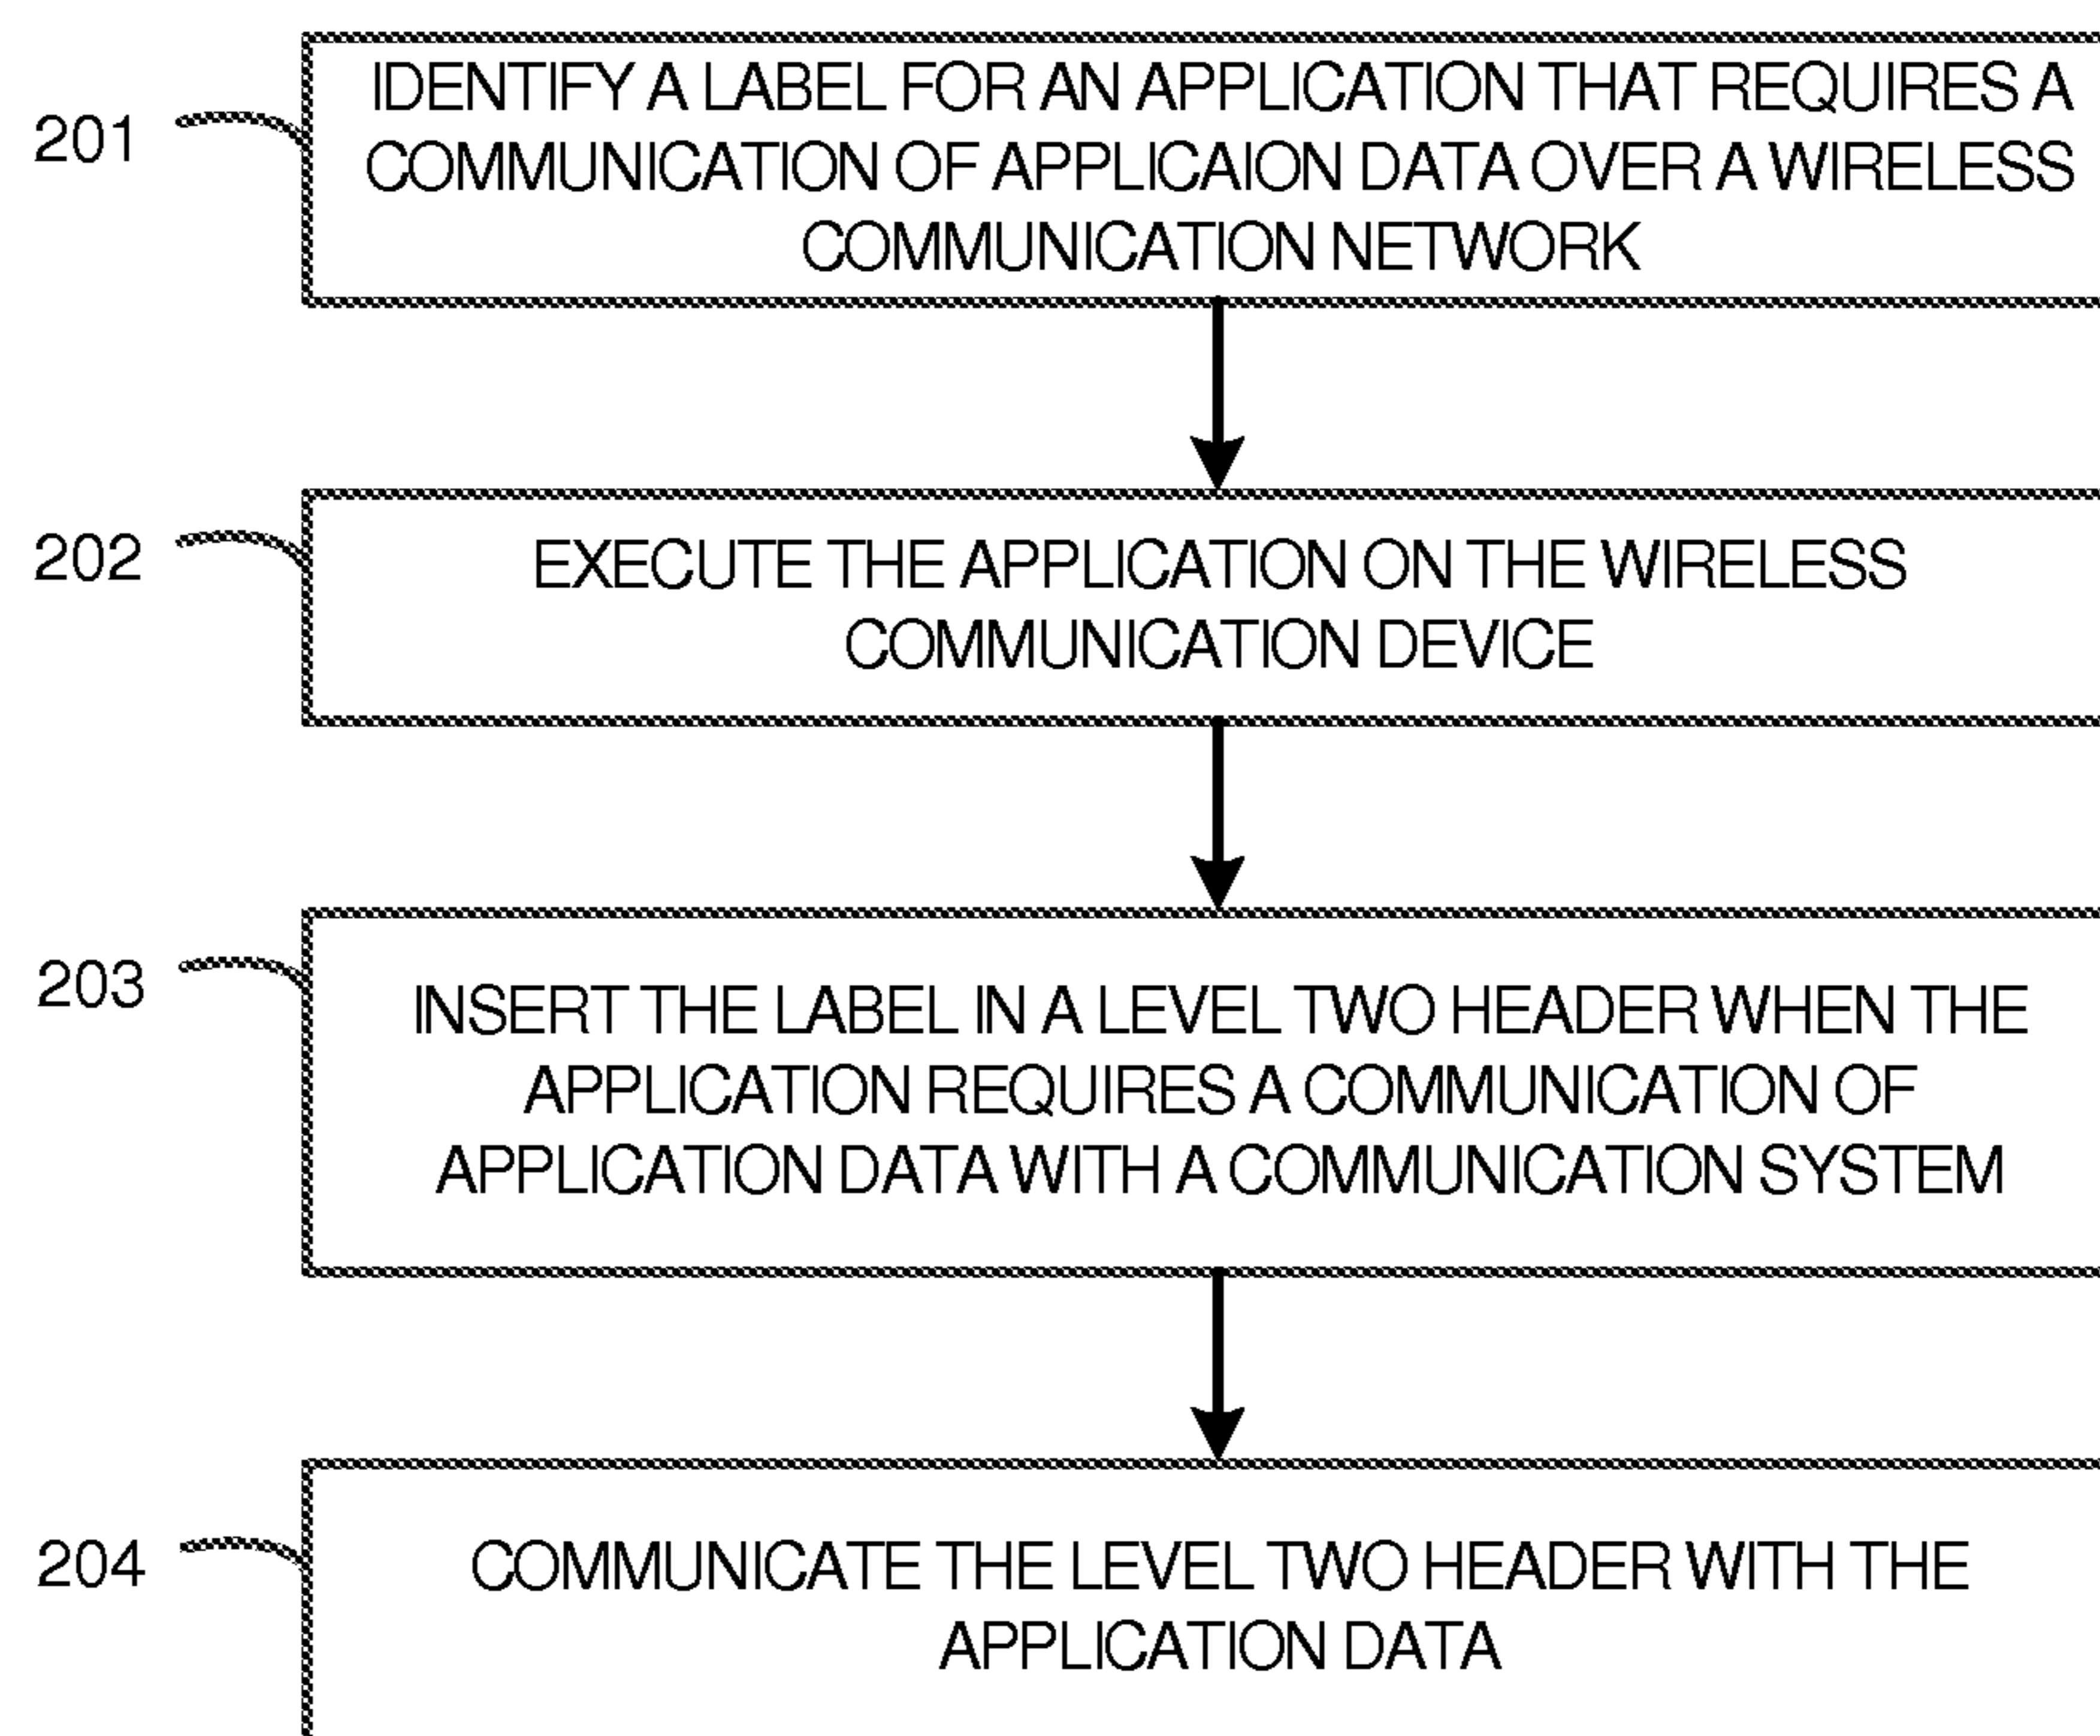 201
IDENTIFY A LABEL FOR AN APPLICATION THAT REQUIRES A
COMMUNICATION OF APPLICAION DATA OVER A WIRELESS
COMMUNICATION NETWORK
202
EXECUTE THE APPLICATION ON THE WIRELESS
COMMUNICATION DEVICE
203
INSERT THE LABEL IN A LEVEL TWO HEADER WHEN THE
APPLICATION REQUIRES A COMMUNICATION OF
APPLICATION DATA WITH A COMMUNICATION SYSTEM
204
COMMUNICATE THE LEVEL TWO HEADER WITH THE
APPLICATION DATA